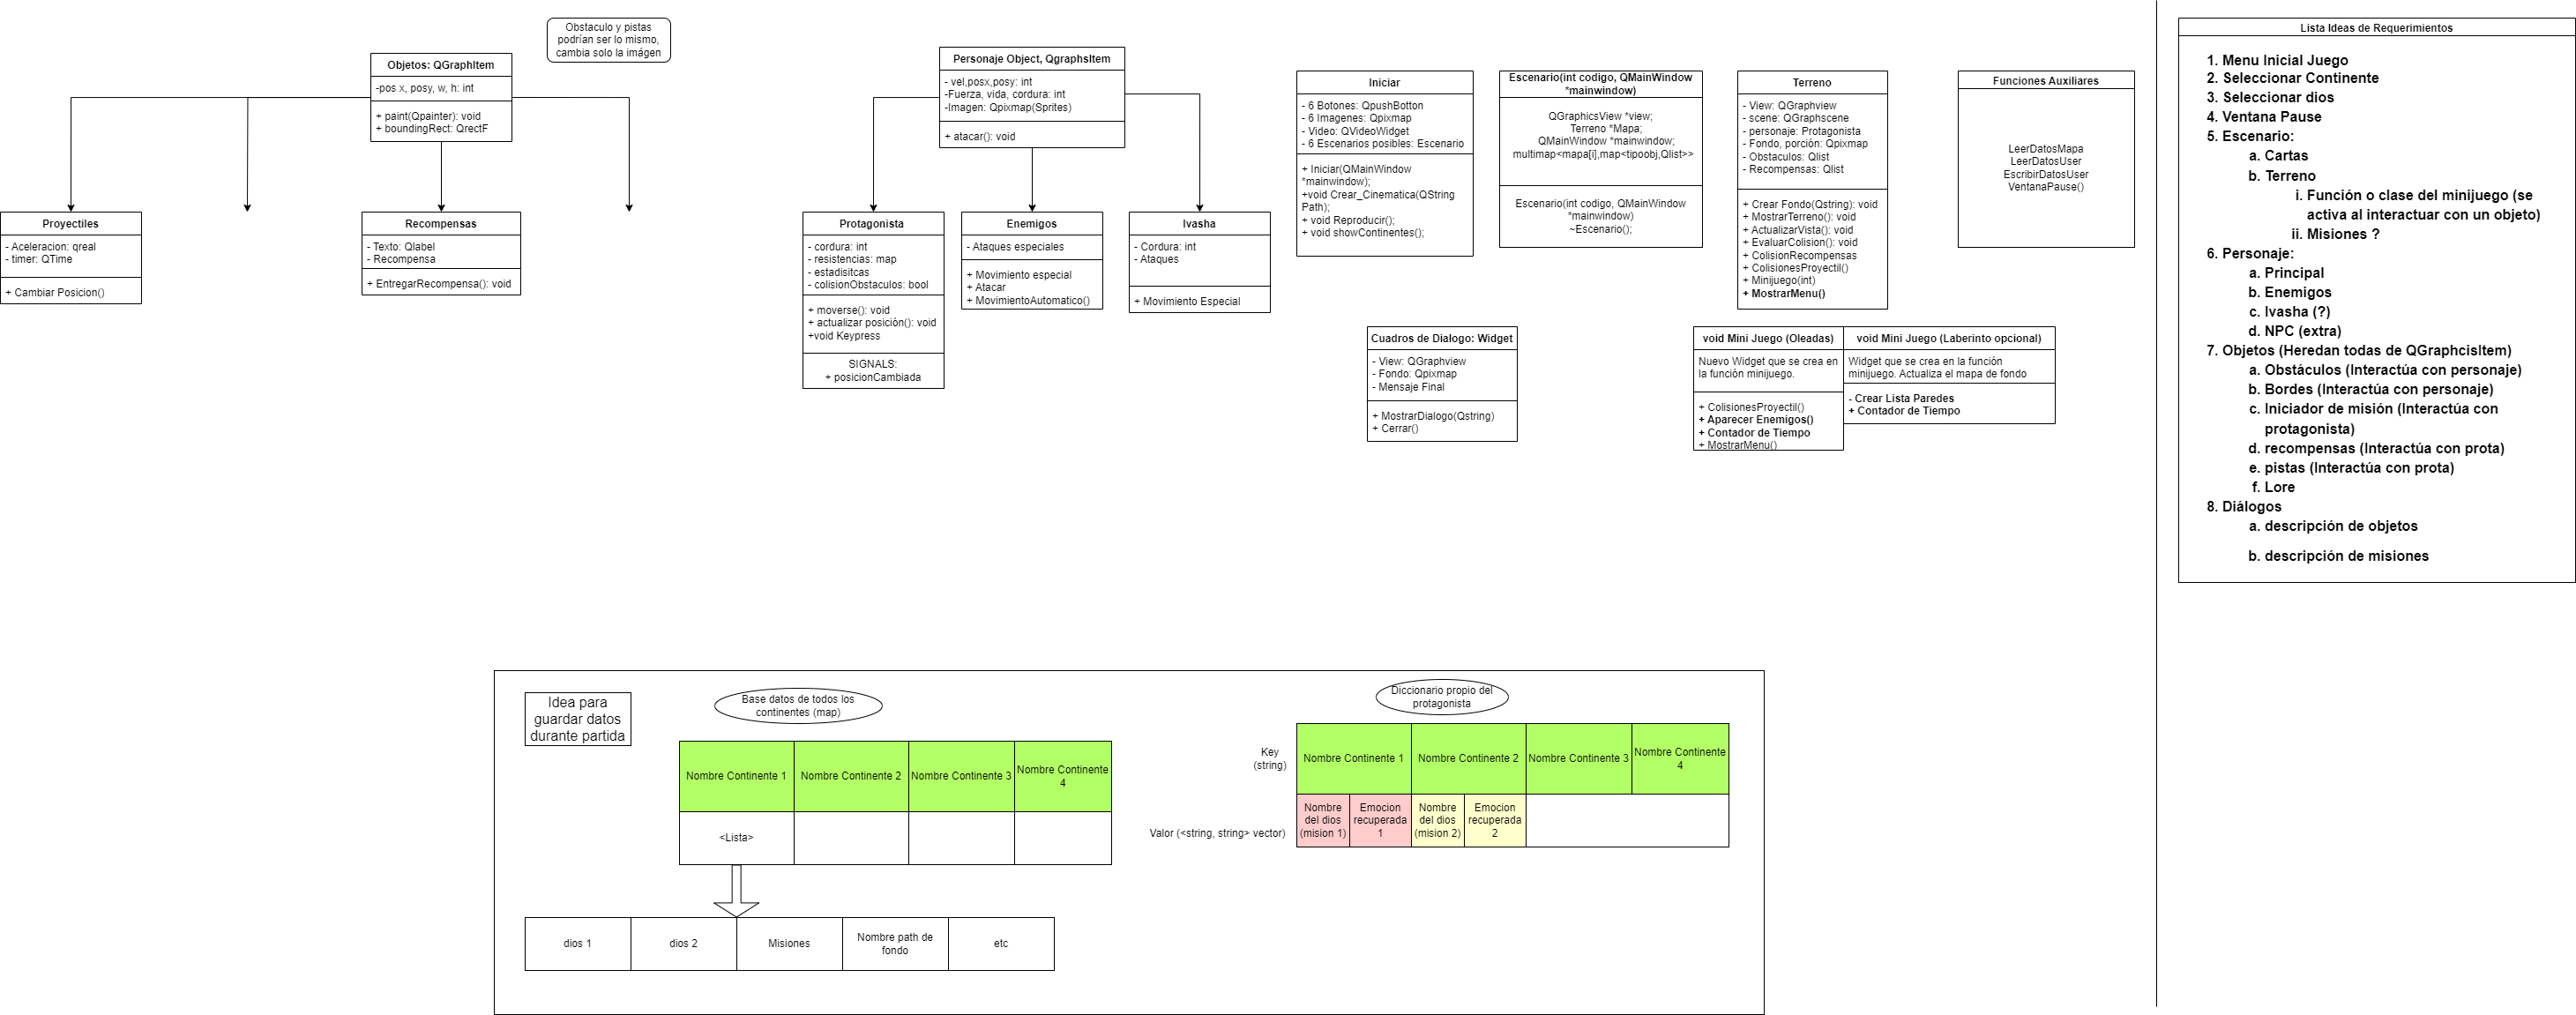 Obstaculo y pistas
podrían ser lo mismo,
cambia solo la imágen
Objetos: QGraphItem
-pos x, posy, w, h: int
+ paint(Qpainter): void
+ boundingRect: QrectF
Proyectiles
- Aceleracion: qreal
- timer: QTime
+ Cambiar Posicion()
Recompensas
- Texto: Qlabel
- Recompensa
+ EntregarRecompensa(): void
Personaje Object, QgraphsItem
- vel,posx,posy: int
-Fuerza, vida, cordura: int
-Imagen: Qpixmap(Sprites)
+ atacar(): void
Protagonista
- cordura: int
- resistencias: map
- estadisitcas
- colisionObstaculos: bool
+ moverse(): void
+ actualizar posición(): void
+void Keypress
SIGNALS:
+ posicionCambiada
Enemigos
- Ataques especiales
+ Movimiento especial
+ Atacar
+ MovimientoAutomatico()
Ivasha
- Cordura: int
- Ataques
+ Movimiento Especial
Iniciar
- 6 Botones: QpushBotton
- 6 Imagenes: Qpixmap
- Video: QVideoWidget
- 6 Escenarios posibles: Escenario
+ Iniciar(QMainWindow
*mainwindow);
+void Crear_Cinematica(QString
Path);
+ void Reproducir();
+ void showContinentes();
Escenario(int codigo, QMainWindow
*mainwindow)
QGraphicsView *view;
Terreno *Mapa;
QMainWindow *mainwindow;
multimap<mapa[i],map<tipoobj,Qlist>>
Escenario(int codigo, QMainWindow
*mainwindow)
~Escenario();
Terreno
- View: QGraphview
- scene: QGraphscene
- personaje: Protagonista
- Fondo, porción: Qpixmap
- Obstaculos: Qlist
- Recompensas: Qlist
+ Crear Fondo(Qstring): void
+ MostrarTerreno(): void
+ ActualizarVista(): void
+ EvaluarColision(): void
+ ColisionRecompensas
+ ColisionesProyectil()
+ Minijuego(int)
+ MostrarMenu()
Funciones Auxiliares
LeerDatosMapa
LeerDatosUser
EscribirDatosUser
VentanaPause()
Cuadros de Dialogo: Widget
- View: QGraphview
- Fondo: Qpixmap
- Mensaje Final
+ MostrarDialogo(Qstring)
+ Cerrar()
void Mini Juego (Oleadas)
Nuevo Widget que se crea en
la función minijuego.
+ ColisionesProyectil()
+ Aparecer Enemigos()
+ Contador de Tiempo
+ MostrarMenu()
void Mini Juego (Laberinto opcional)
Widget que se crea en la función
minijuego. Actualiza el mapa de fondo
- Crear Lista Paredes
+ Contador de Tiempo
Lista Ideas de Requerimientos
1. Menu Inicial Juego
2. Seleccionar Continente
3. Seleccionar dios
4. Ventana Pause
5. Escenario:
a. Cartas
b. Terreno
i. Función o clase del minijuego (se
activa al interactuar con un objeto)
ii. Misiones ?
6. Personaje:
a. Principal
b. Enemigos
c. Ivasha (?)
d. NPC (extra)
7. Objetos (Heredan todas de QGraphcisItem)
a. Obstáculos (Interactúa con personaje)
b. Bordes (Interactúa con personaje)
c. Iniciador de misión (Interactúa con
protagonista)
d. recompensas (Interactúa con prota)
e. pistas (Interactúa con prota)
f. Lore
8. Diálogos
a. descripción de objetos
b. descripción de misiones
Idea para
guardar datos
durante partida
Base datos de todos los
continentes (map)
Nombre Continente 1
Nombre Continente 2
Nombre Continente 3
Nombre Continente
4
<Lista>
dios 1
dios 2
Misiones
Nombre path de
fondo
etc
Diccionario propio del
protagonista
Key
(string)
Nombre Continente 1
Nombre Continente 2
Nombre Continente 3
Nombre Continente
4
Valor (<string, string> vector)
Nombre
del dios
(mision 1)
Emocion
recuperada
1
Nombre
del dios
(mision 2)
Emocion
recuperada
2